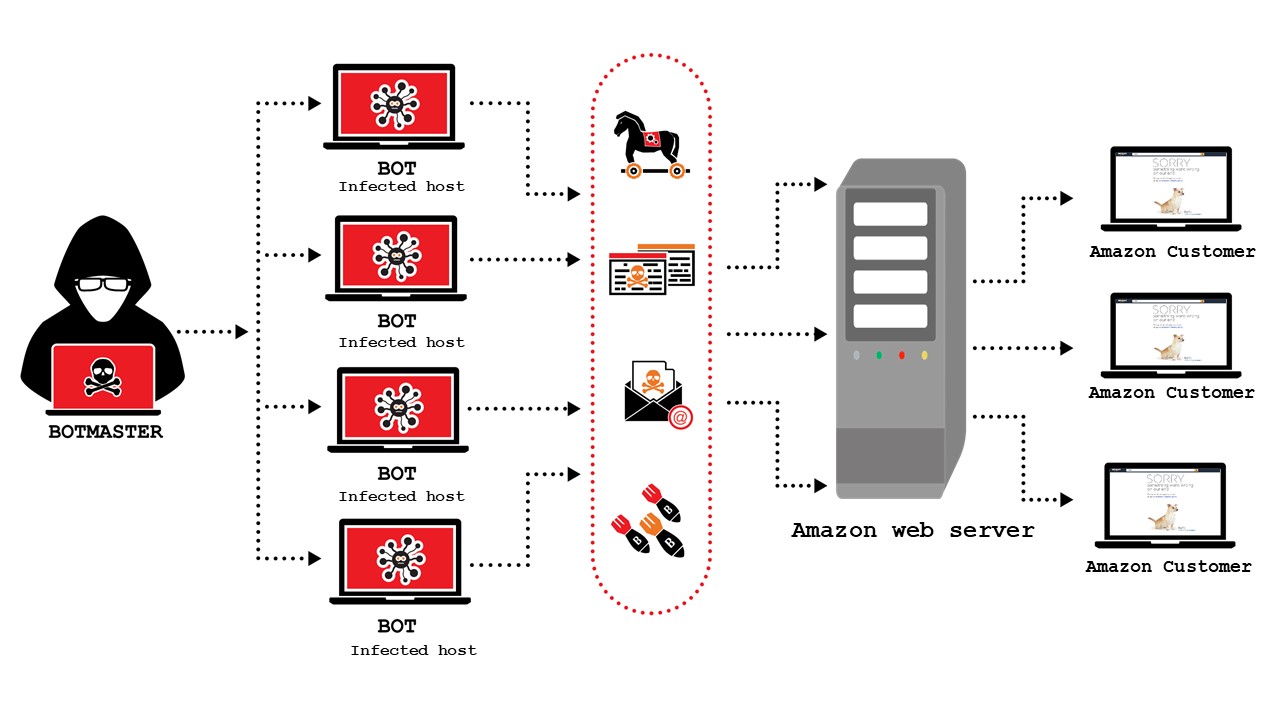 BOTMASTER
BOT
Infected host
BOT
Infected host
BOT
Infected host
BOT
Infected host
@
B
B
B
Amazon web server
SORRY
something went wrong
on our end
Amazon Customer
SORRY
something went wrong
on our end
Amazon Customer
SORRY
something went wrong
on our end
Amazon Customer